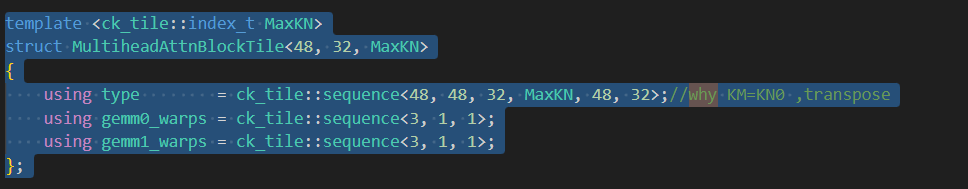 template <ck_tile::index_t MaxKN>
struct MultiheadAttnBlockTile<48, 32, MaxKN>
{
    using type         = ck_tile::sequence<48, 48, 32, MaxKN, 48, 32>;//why KM=KN0 ,transpose
    using gemm0_warps = ck_tile::sequence<3, 1, 1>;
    using gemm1_warps = ck_tile::sequence<3, 1, 1>;
};